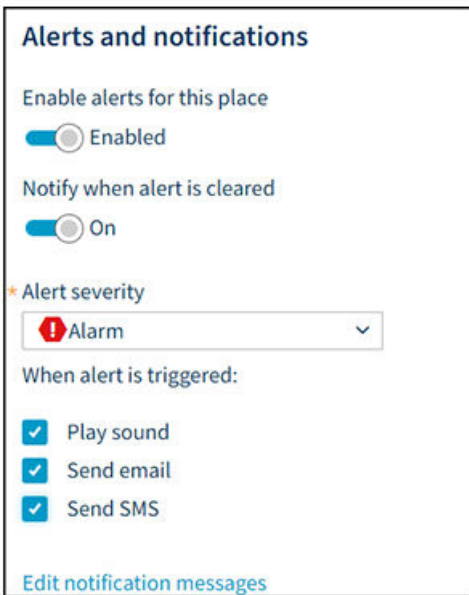 Alerts and notifications
Enable alerts for this place
Enabled
Notify when alert is cleared
On
* Alert severity
! Alarm
When alert is triggered:
Play sound
Send email
Send SMS
Edit notification messages